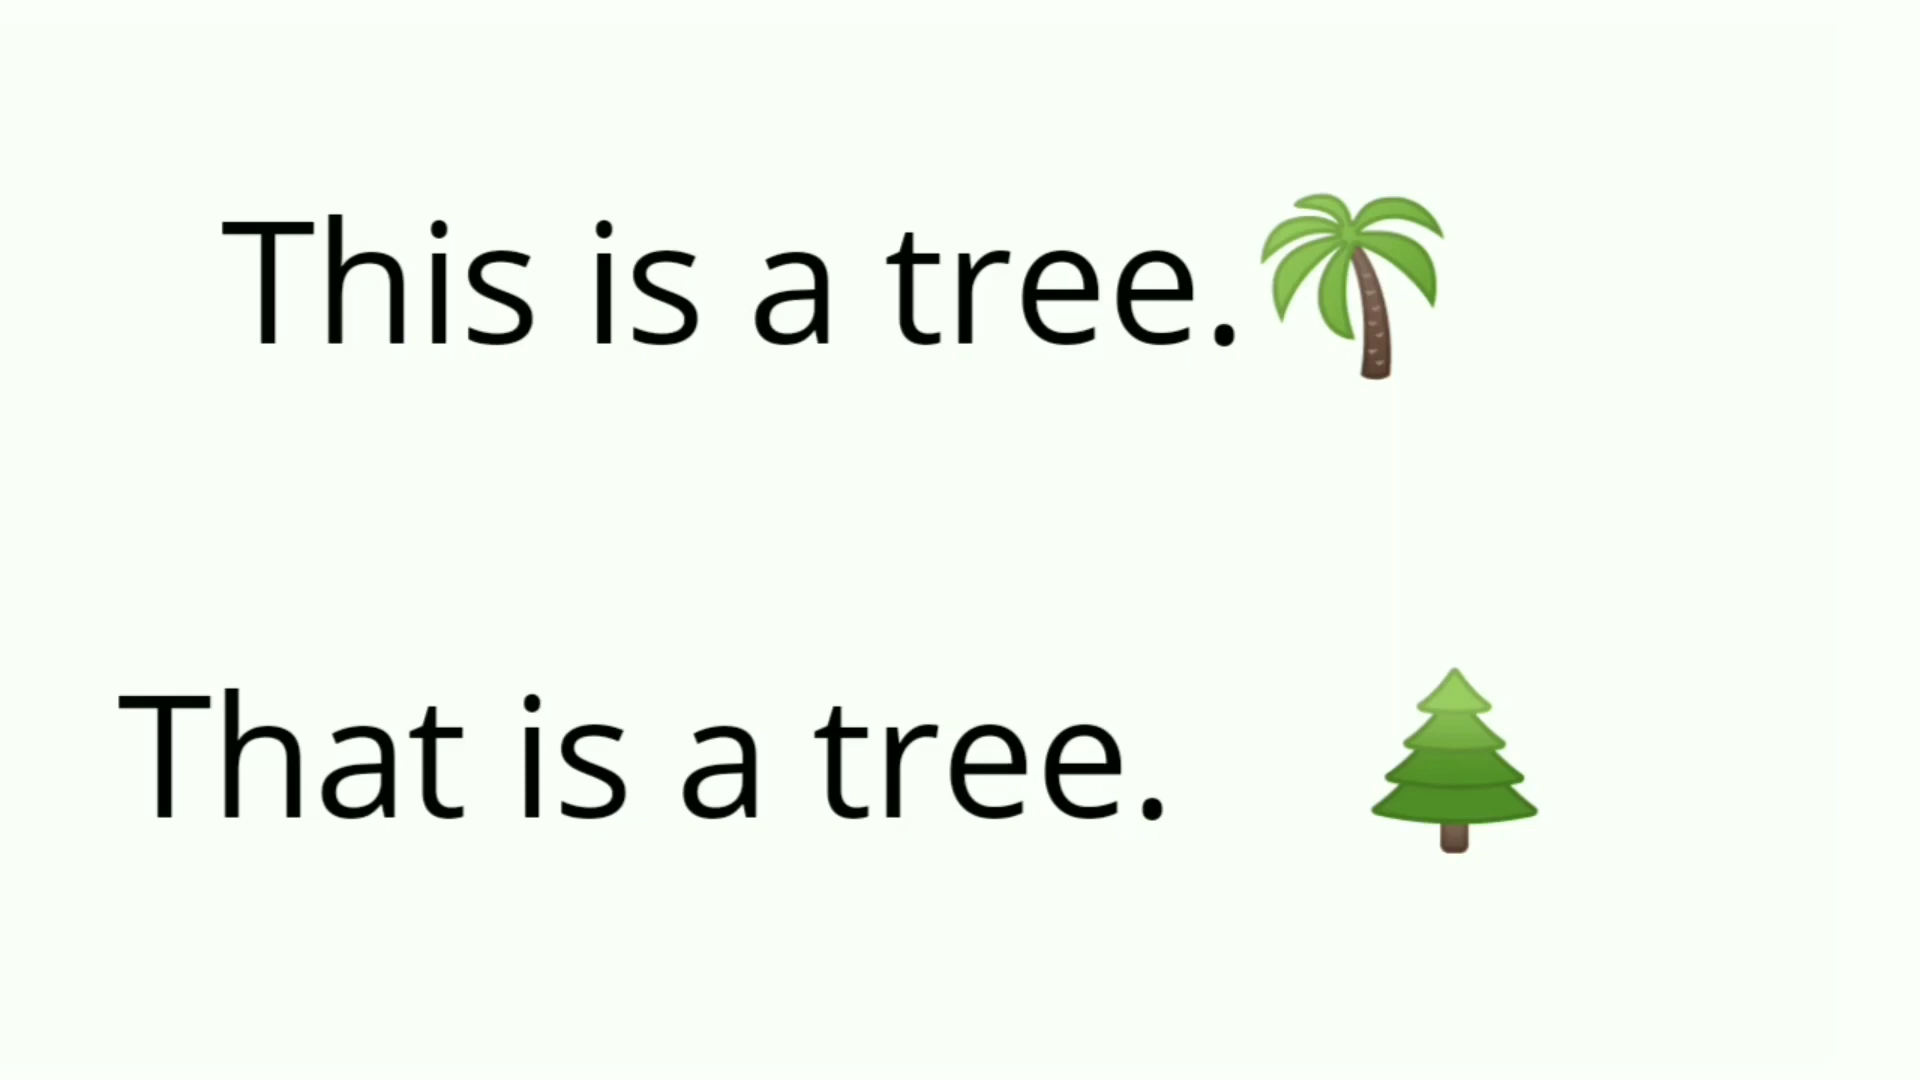 This is a tree.🌴
That is a tree. 🌲